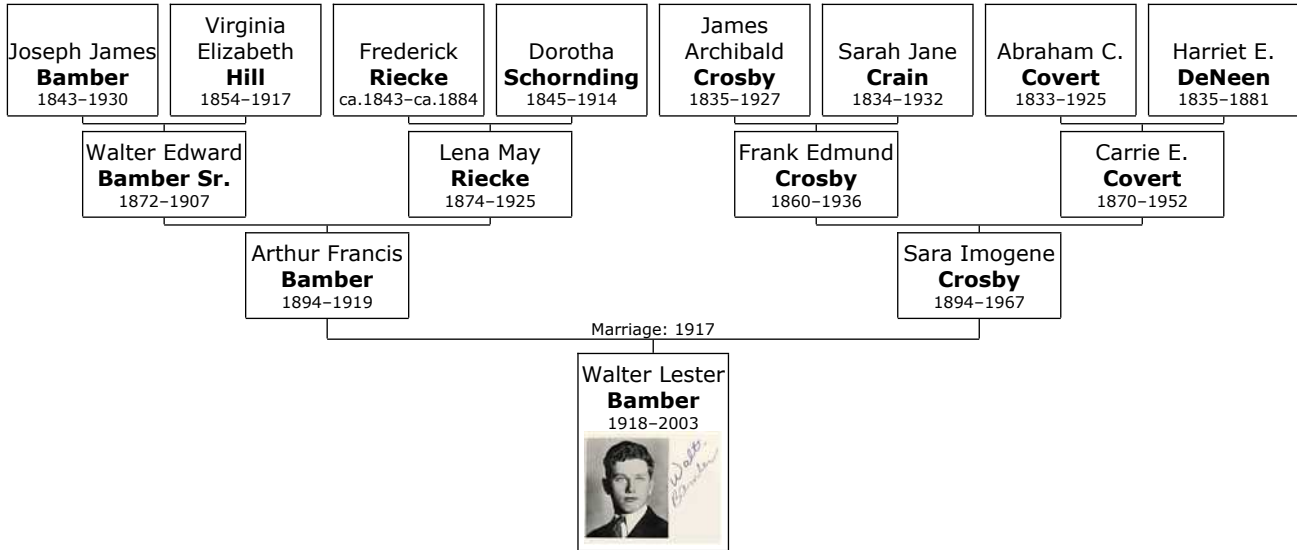 Joseph James
Bamber
1843–1930
Virginia
Elizabeth
Hill
1854–1917
Frederick
Riecke
ca.1843–ca.1884
Dorotha
Schornding
1845–1914
James
Archibald
Crosby
1835–1927
Sarah Jane
Crain
1834–1932
Abraham C.
Covert
1833–1925
Harriet E.
DeNeen
1835–1881
Walter Edward
Bamber Sr.
1872–1907
Lena May
Riecke
1874–1925
Frank Edmund
Crosby
1860–1936
Carrie E.
Covert
1870–1952
Arthur Francis
Bamber
1894–1919
Sara Imogene
Crosby
1894–1967
Marriage: 1917
Walter Lester
Bamber
1918–2003
Walt.
Bamber